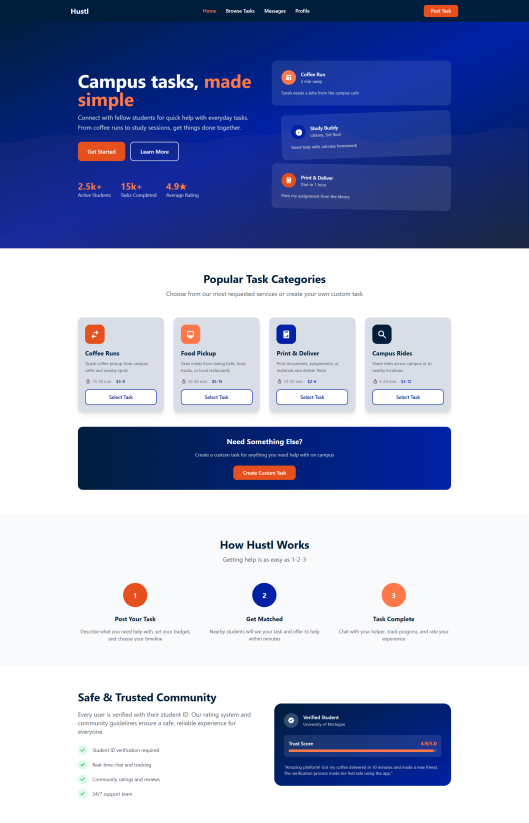 Hustl
Home
Browse Tasks
Messages
Profile
Post Task
Campus tasks, made
simple
Connect with fellow students for quick help with everyday tasks.
From coffee runs to study sessions, get things done together.
Get Started
Learn More
2.5k+
Active Students
15k+
Tasks Completed
4.9★
Average Rating
Coffee Run
2 min away
Sarah needs a latte from the campus café
Study Buddy
Library, 3rd floor
Need help with calculus homework
Print & Deliver
Due in 1 hour
Print my assignment from the library
Popular Task Categories
Choose from our most requested services or create your own custom task
Coffee Runs
Quick coffee pickup from campus
cafés and nearby spots
15-30 min
$3-8
Select Task
Food Pickup
Grab meals from dining halls, food
trucks, or local restaurants
$5-15
Select Task
Print & Deliver
Print documents, assignments, or
materials and deliver them
$2-6
Select Task
Campus Rides
Share rides across campus or to
nearby locations
$3-12
Select Task
Need Something Else?
Create a custom task for anything you need help with on campus
Create Custom Task
How Hustl Works
Getting help is as easy as 1-2-3
1
Post Your Task
Describe what you need help with, set your budget,
and choose your timeline
2
Get Matched
Nearby students will see your task and offer to help
within minutes
3
Task Complete
Chat with your helper, track progress, and rate your
experience
Safe & Trusted Community
Every user is verified with their student ID. Our rating system and
community guidelines ensure a safe, reliable experience for
everyone.
Student ID verification required
Real-time chat and tracking
Community ratings and reviews
24/7 support team
Verified Student
University of Michigan
Trust Score
4.9/5.0
"Amazing platform! Got my coffee delivered in 10 minutes and made a new friend.
The verification process made me feel safe using the app."